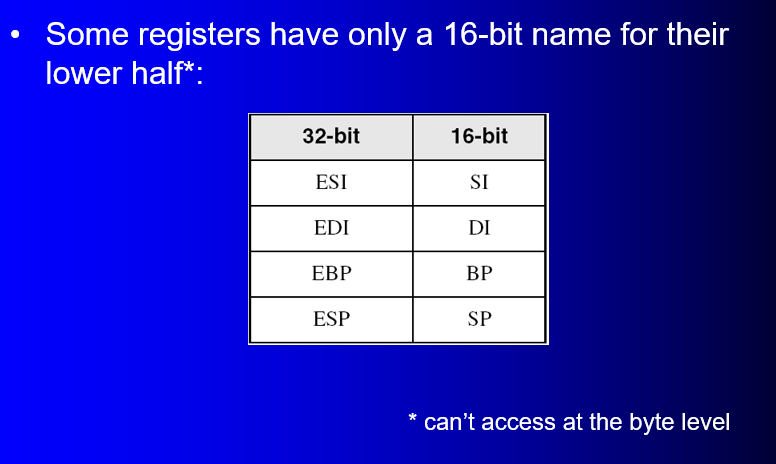 • Some registers have only a 16-bit name for their
lower half*:
32-bit 16-bit
ESI SI
EDI DI
EBP BP
ESP SP
* can’t access at the byte level